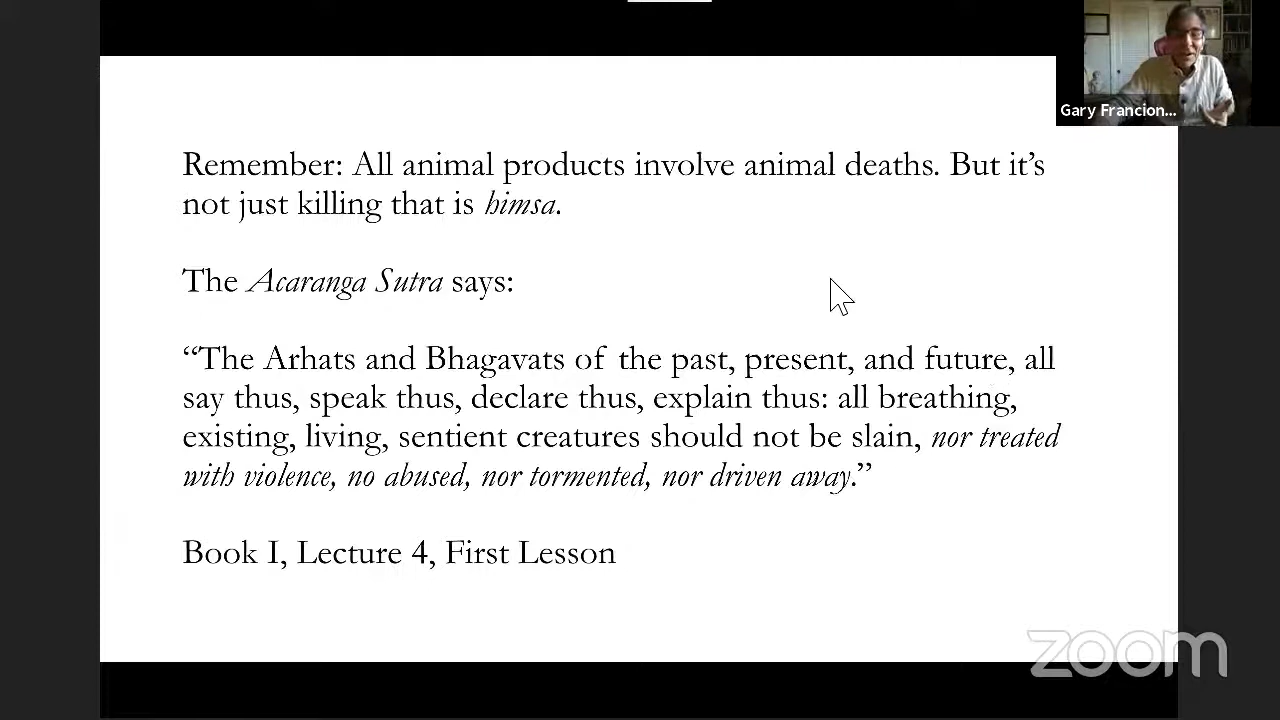 Gary Francion...
Remember: All animal products involve animal deaths. But it’s
not just killing that is himsa.
The Acaranga Sutra says:
“The Arhats and Bhagavats of the past, present, and future, all
say thus, speak thus, declare thus, explain thus: all breathing,
existing, living, sentient creatures should not be slain, nor treated
with violence, no abused, nor tormented, nor driven away.”
Book I, Lecture 4, First Lesson
zoom